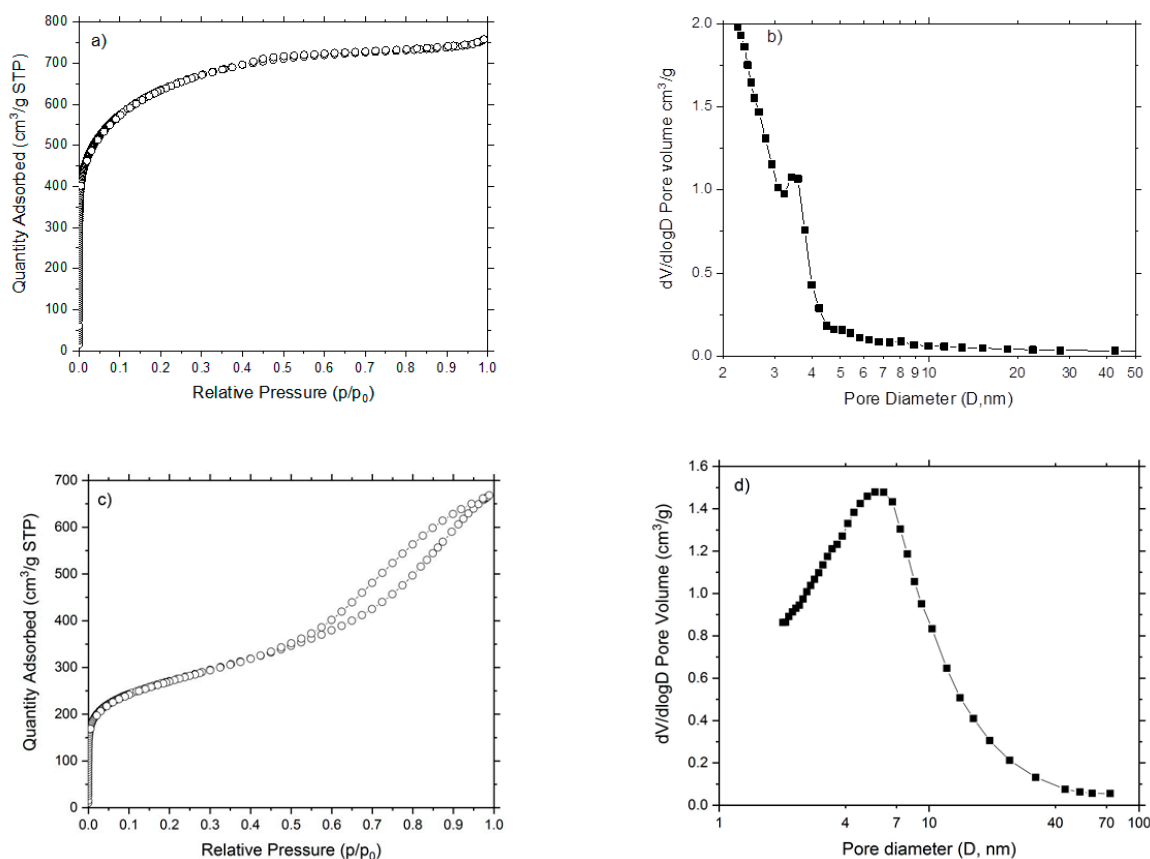 a)
Quantity Adsorbed (cm³/g STP)
800
700
600
500
400
300
200
100
0
0.0 0.1 0.2 0.3 0.4 0.5 0.6 0.7 0.8 0.9 1.0
Relative Pressure (p/p₀)
b)
dV/dlogD Pore volume cm³/g
2.0
1.5
1.0
0.5
0.0
2 3 4 5 6 7 8 9 10 20 30 40 50
Pore Diameter (D,nm)
c)
Quantity Adsorbed (cm³/g STP)
700
600
500
400
300
200
100
0
0.0 0.1 0.2 0.3 0.4 0.5 0.6 0.7 0.8 0.9 1.0
Relative Pressure (p/p₀)
d)
dV/dlogD Pore Volume (cm³/g)
1.6
1.4
1.2
1.0
0.8
0.6
0.4
0.2
0.0
1 4 7 10 40 70 100
Pore diameter (D, nm)